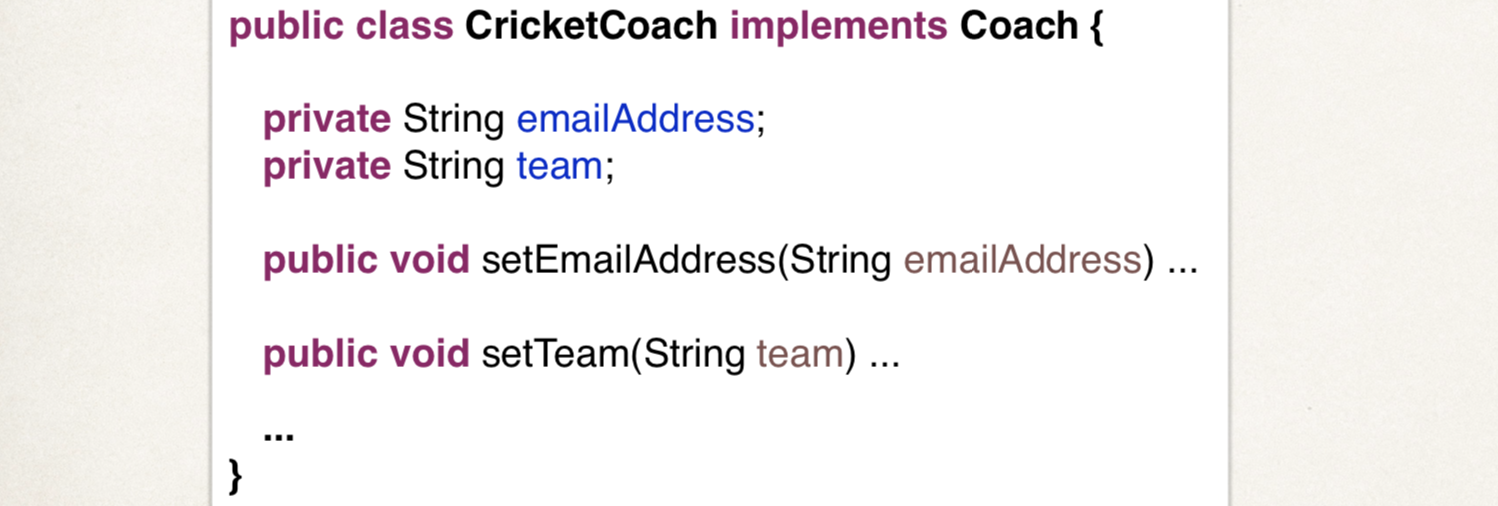 public class CricketCoach implements Coach {
private String emailAddress;
private String team;
public void setEmailAddress(String emailAddress) ...
public void setTeam(String team) ...
...
}